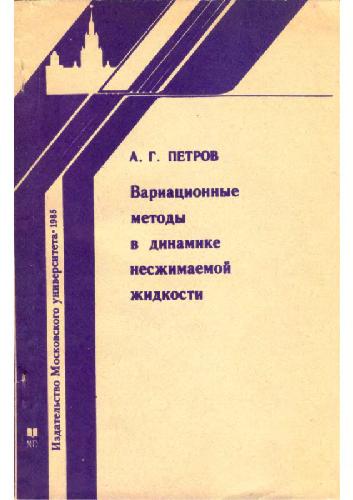 А. Г. ПЕТРОВ
Вариационные
методы
в динамике
несжимаемой
жидкости
Издательство Московского университета · 1985